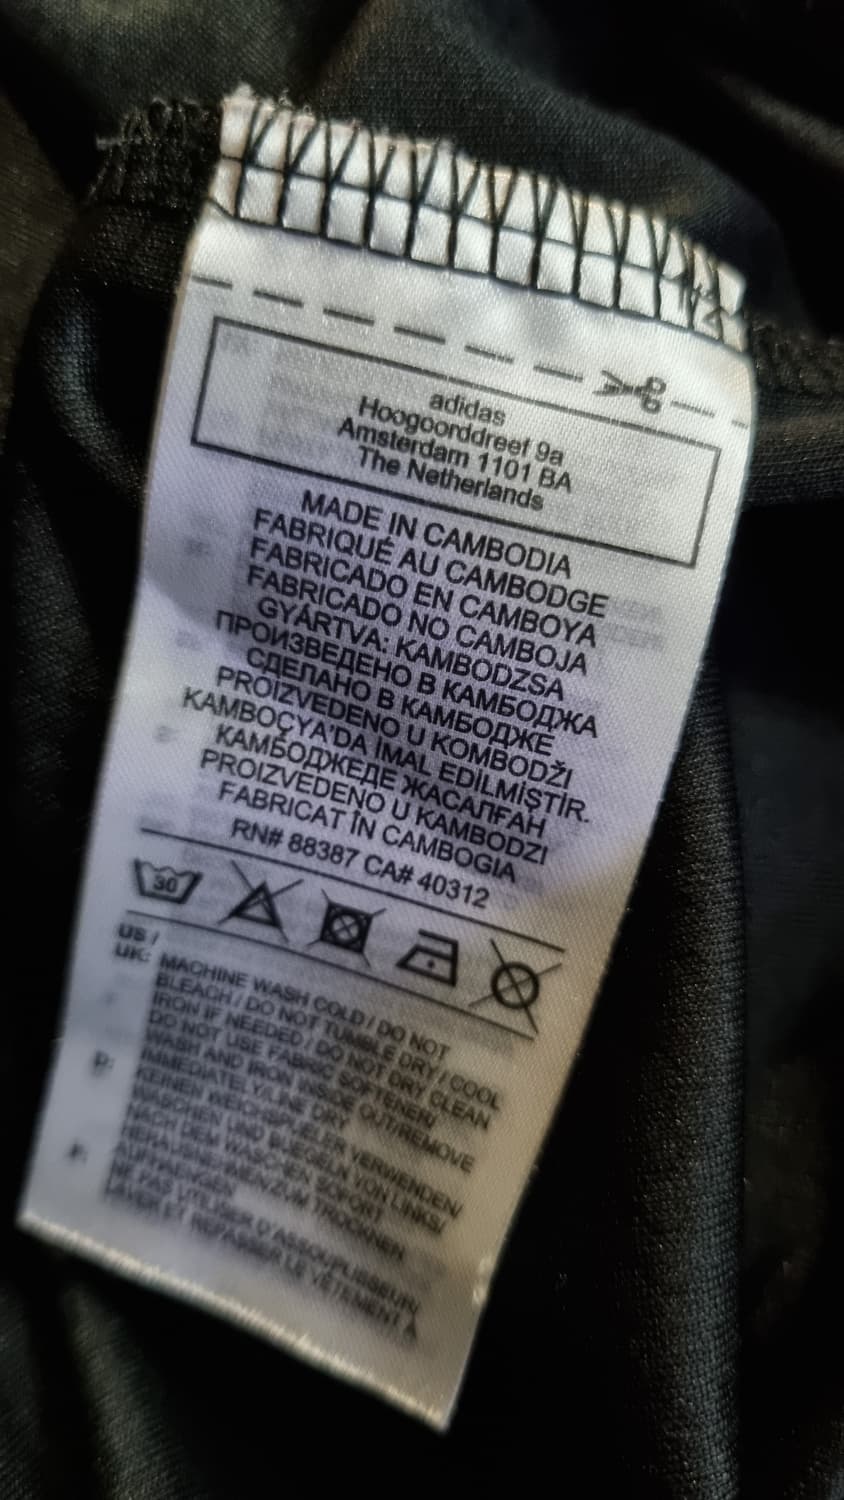 adidas
Hoogoorddreef 9a
Amsterdam 1101 BA
The Netherlands
MADE IN CAMBODIA
FABRIQUÉ AU CAMBODGE
FABRICADO EN CAMBOYA
FABRICADO NO CAMBOJA
GYÁRTVA: KAMBODZSA
ПРОИЗВЕДЕНО В КАМБОДЖА
СДЕЛАНО В КАМБОДЖЕ
PROIZVEDENO U KOMBODŽI
KAMBOÇYA'DA İMAL EDİLMİŞTİR.
КАМБОДЖЕДЕ ЖАСАЛҒАН
PROIZVEDENO U KAMBODZI
FABRICAT ÎN CAMBOGIA
RN# 88387 CA# 40312
30
US /
UK: MACHINE WASH COLD / DO NOT
BLEACH / DO NOT TUMBLE DRY / COOL
IRON IF NEEDED / DO NOT DRY CLEAN
DO NOT USE FABRIC SOFTENER/
WASH AND IRON INSIDE OUT/REMOVE
IMMEDIATELY/LINE DRY
KEINEN WEICHSPUELER VERWENDEN/
WASCHEN UND BUEGELN VON LINKS/
NACH DEM WASCHEN SOFORT
HERAUSNEHMEN/ZUM TROCKNEN
AUFHAENGEN
NE PAS UTILISER D'ASSOUPLISSEUR/
LAVER ET REPASSER LE VETEMENT A